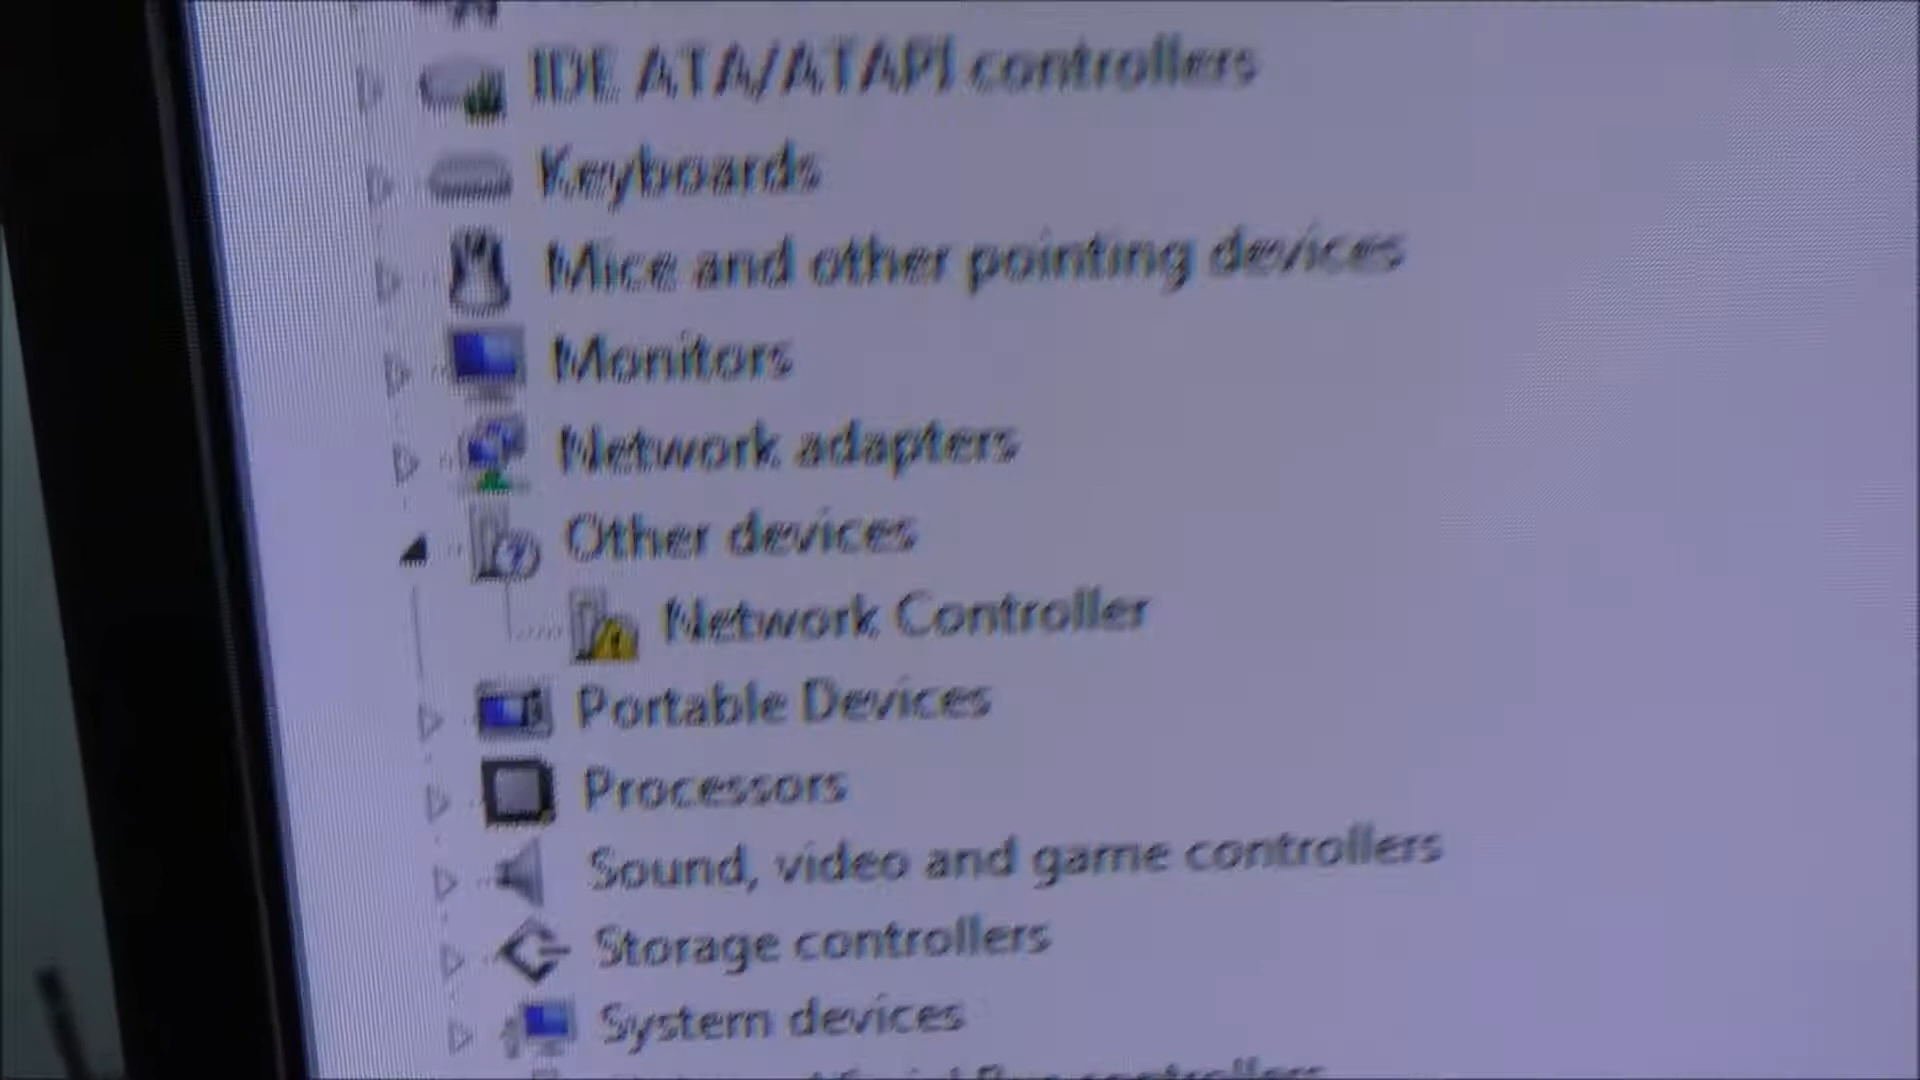 IDE ATA/ATAPI controllers
Keyboards
Mice and other pointing devices
Monitors
Network adapters
Other devices
Network Controller
Portable Devices
Processors
Sound, video and game controllers
Storage controllers
System devices
controllers